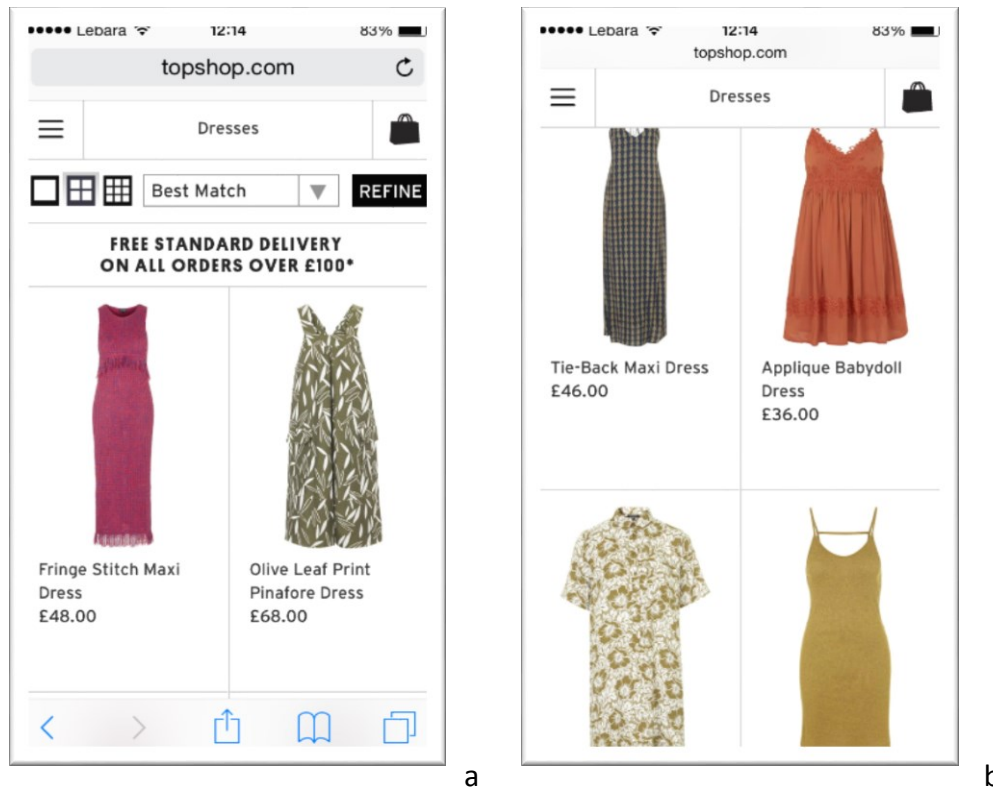 Lebara 12:14 83%
topshop.com
Dresses
Best Match REFINE
FREE STANDARD DELIVERY
ON ALL ORDERS OVER £100*
Fringe Stitch Maxi
Dress
£48.00
Olive Leaf Print
Pinafore Dress
£68.00
a
Lebara 12:14 83%
topshop.com
Dresses
Tie-Back Maxi Dress
£46.00
Applique Babydoll
Dress
£36.00
b